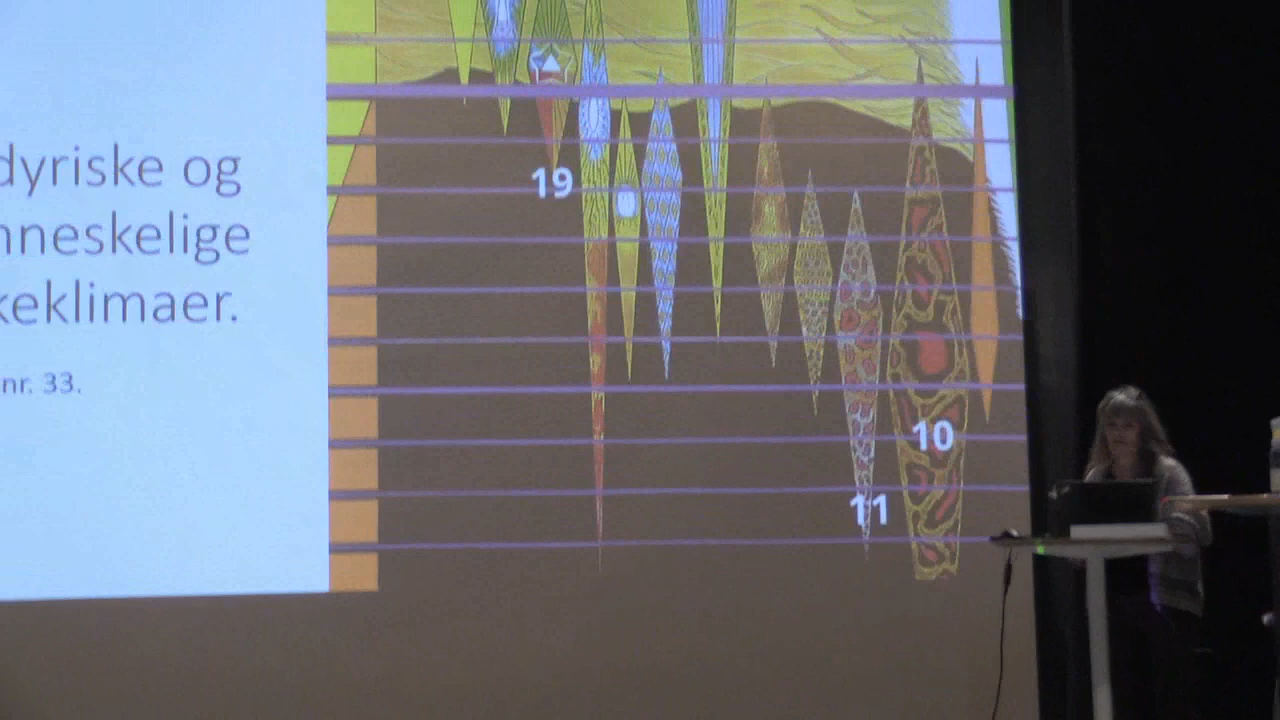 dyriske og
nneskelige
keklimaer.
nr. 33.
19
10
11